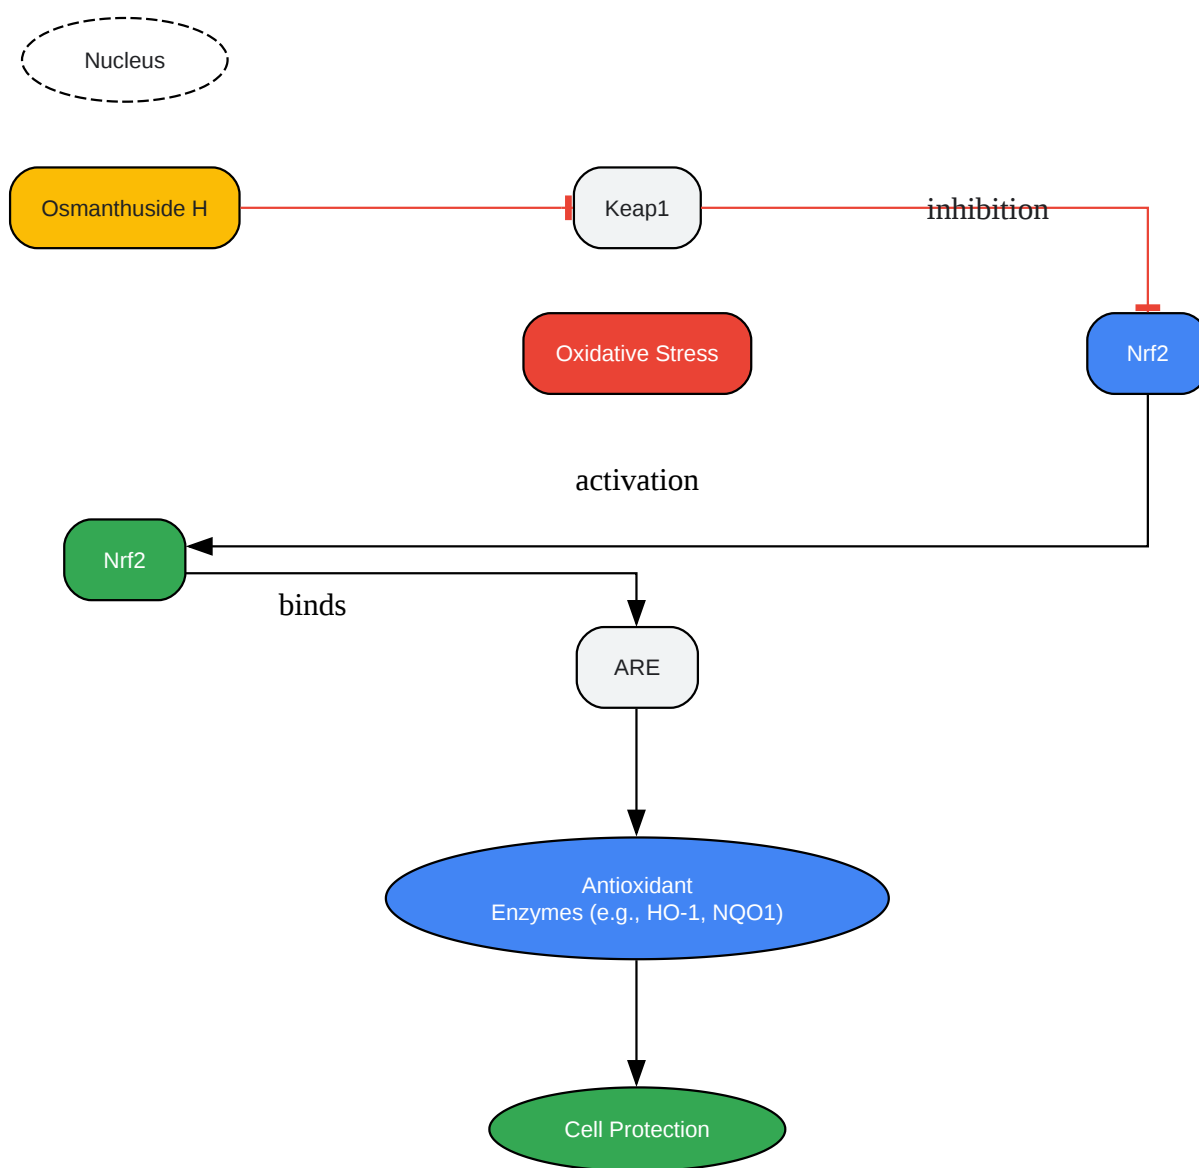 Nucleus
Osmanthuside H
Keap1
inhibition
Oxidative Stress
Nrf2
activation
Nrf2
binds
ARE
Antioxidant
Enzymes (e.g., HO-1, NQO1)
Cell Protection